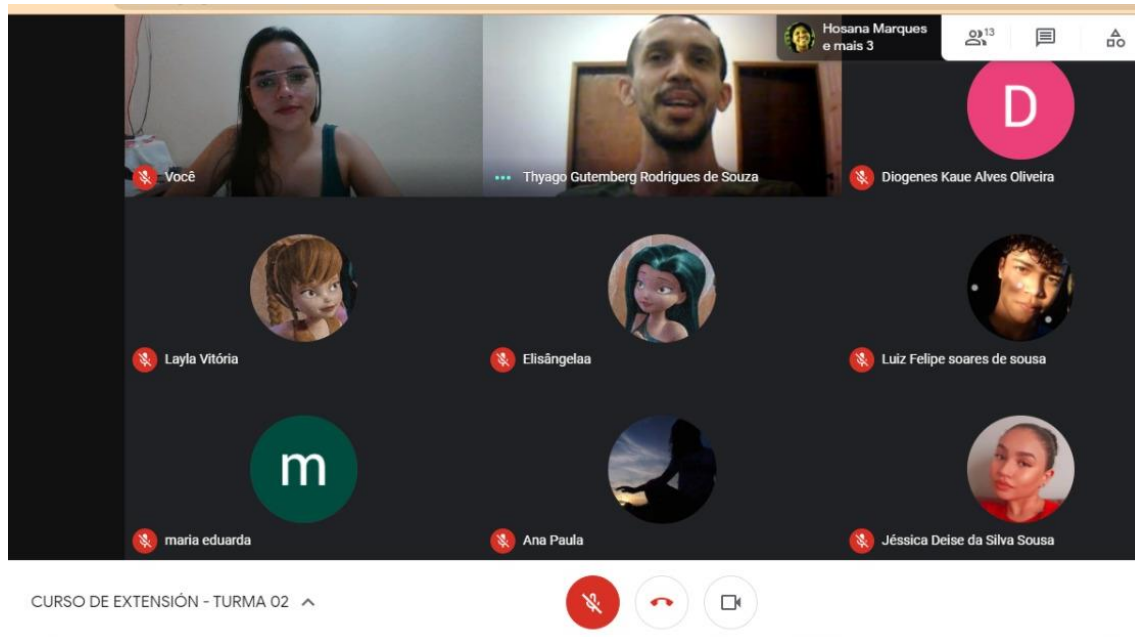 Hosana Marques
e mais 3
13
D
Você
Thyago Gutemberg Rodrigues de Souza
Diogenes Kaue Alves Oliveira
Layla Vitória
Elisângelaa
Luiz Felipe soares de sousa
m
maria eduarda
Ana Paula
Jéssica Deise da Silva Sousa
CURSO DE EXTENSIÓN - TURMA 02